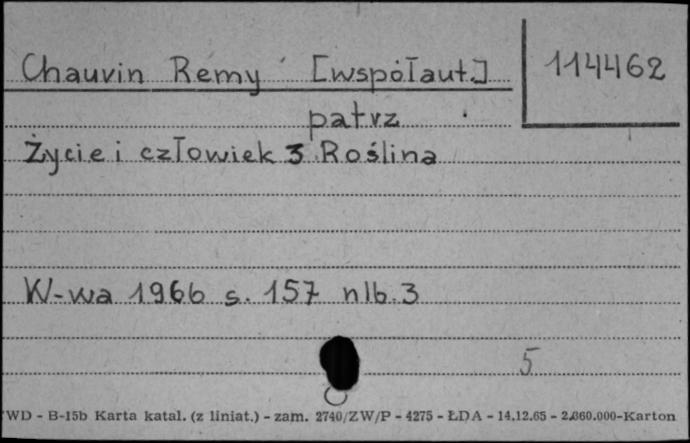 Chauvin Remy [współaut.]
114462
patrz
Życie i człowiek 3 Roślina
W-wa 1966 s. 157 nlb. 3
5
WD - B-15b Karta katal. (z liniat.) - zam. 2740/ZW/P - 4275 - ŁDA - 14.12.65 - 2.860.000-Karton